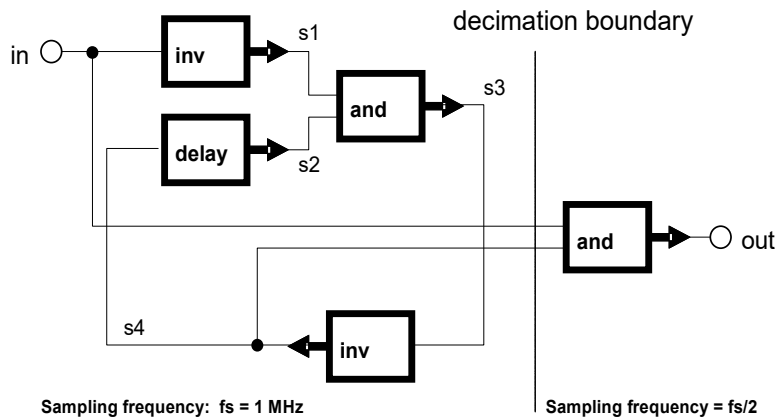 decimation boundary
s1
in
inv
s3
and
delay
s2
and
out
s4
inv
Sampling frequency: fs = 1 MHz
Sampling frequency = fs/2